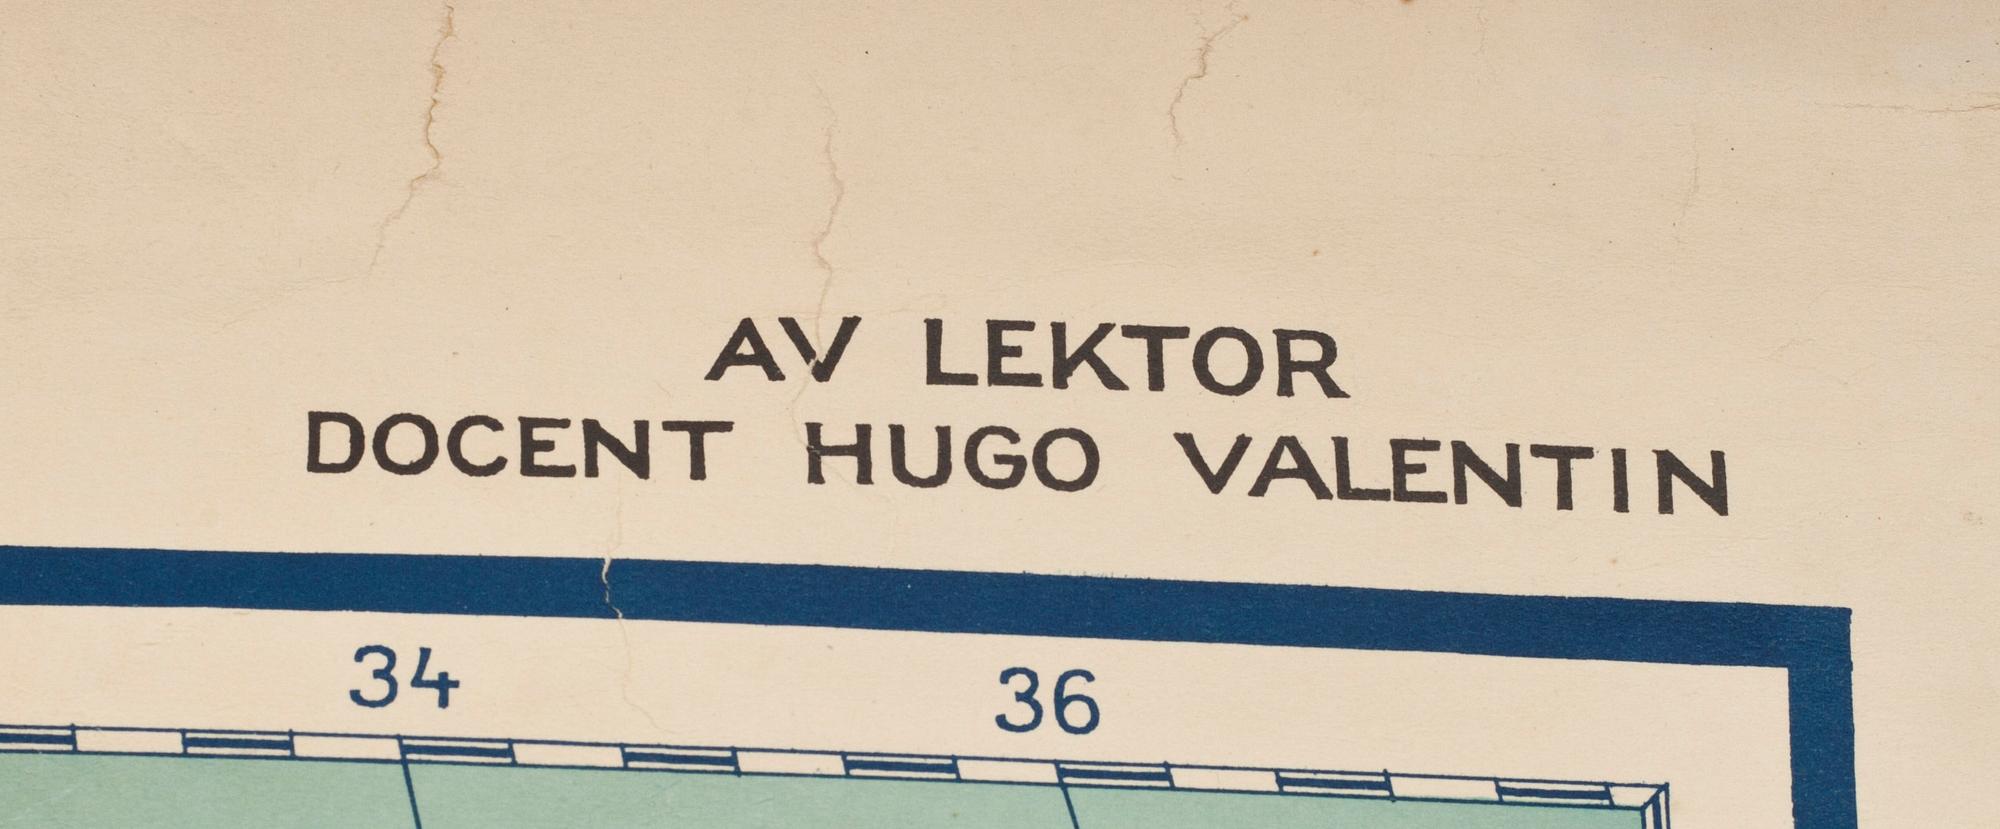 AV LEKTOR
DOCENT HUGO VALENTIN
34 36